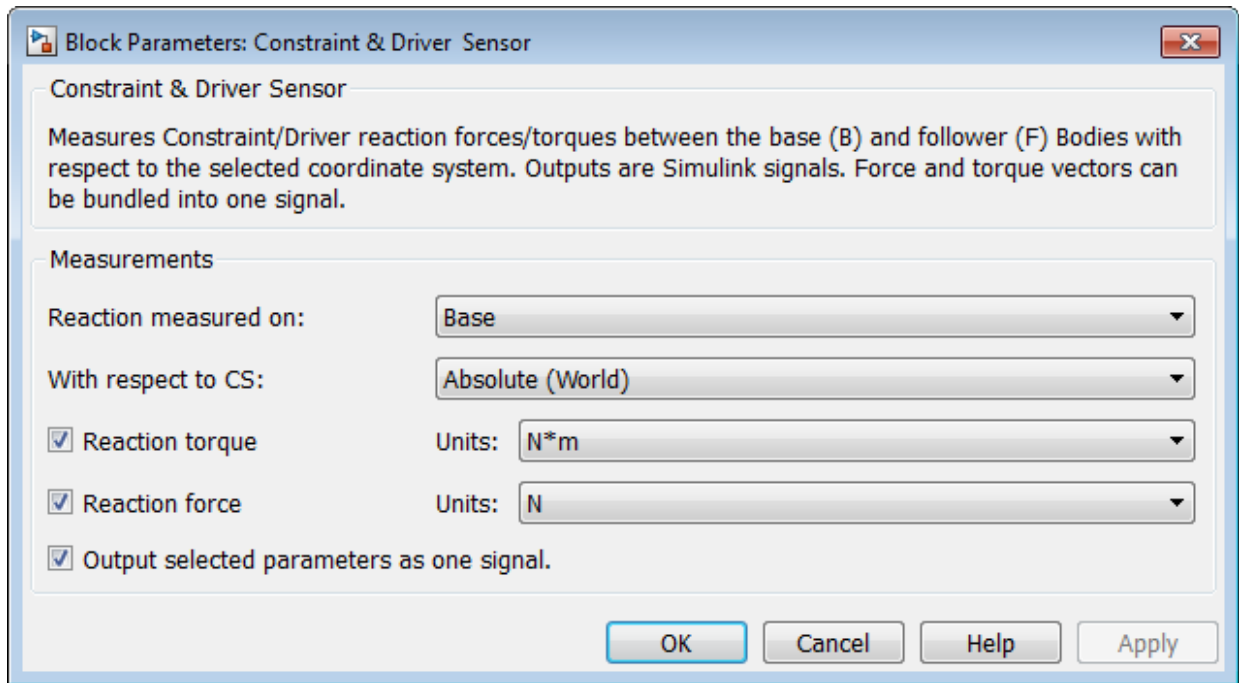 Block Parameters: Constraint & Driver Sensor
Constraint & Driver Sensor
Measures Constraint/Driver reaction forces/torques between the base (B) and follower (F) Bodies with
respect to the selected coordinate system. Outputs are Simulink signals. Force and torque vectors can
be bundled into one signal.
Measurements
Reaction measured on: Base
With respect to CS: Absolute (World)
Reaction torque Units: N*m
Reaction force Units: N
Output selected parameters as one signal.
OK Cancel Help Apply